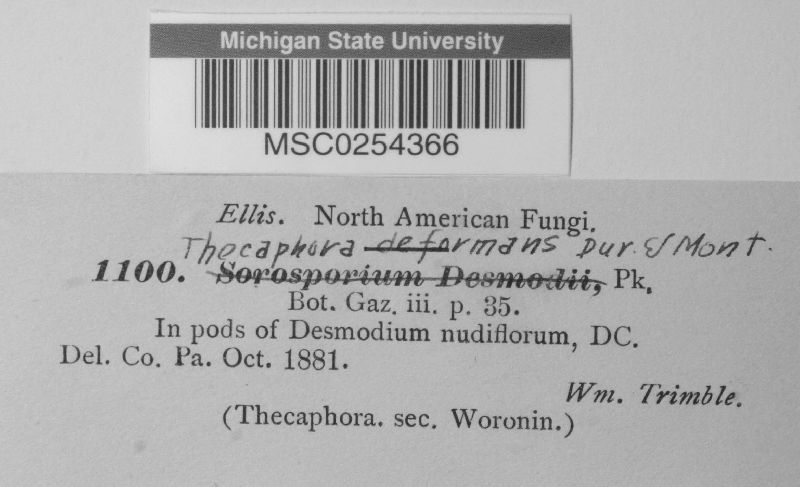 Michigan State University
MSC0254366
Ellis. North American Fungi.
Thecaphora deformans Dur. & Mont.
1100. Sorosporium Desmodii, Pk,
Bot. Gaz. iii. p. 35.
In pods of Desmodium nudiflorum, DC.
Del. Co. Pa. Oct. 1881.
Wm. Trimble.
(Thecaphora. sec. Woronin.)